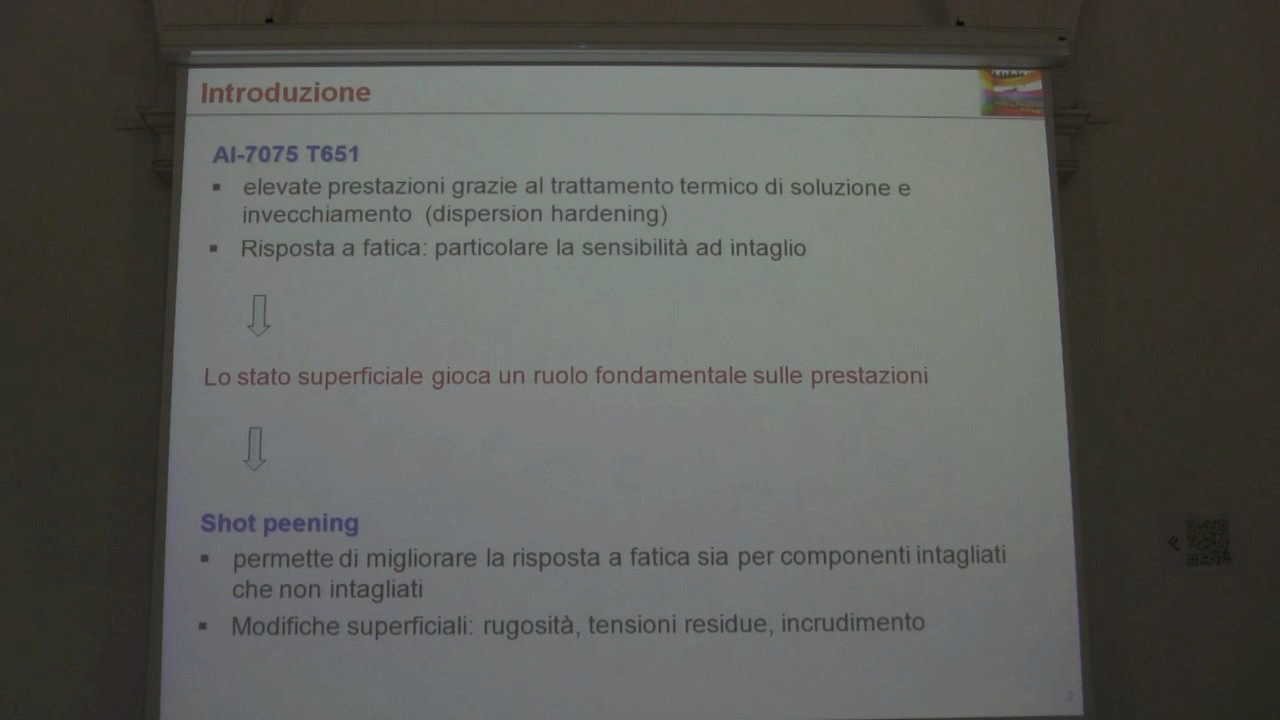 Introduzione
Al-7075 T651
▪ elevate prestazioni grazie al trattamento termico di soluzione e
invecchiamento (dispersion hardening)
▪ Risposta a fatica: particolare la sensibilità ad intaglio
Lo stato superficiale gioca un ruolo fondamentale sulle prestazioni
Shot peening
▪ permette di migliorare la risposta a fatica sia per componenti intagliati
che non intagliati
▪ Modifiche superficiali: rugosità, tensioni residue, incrudimento
2